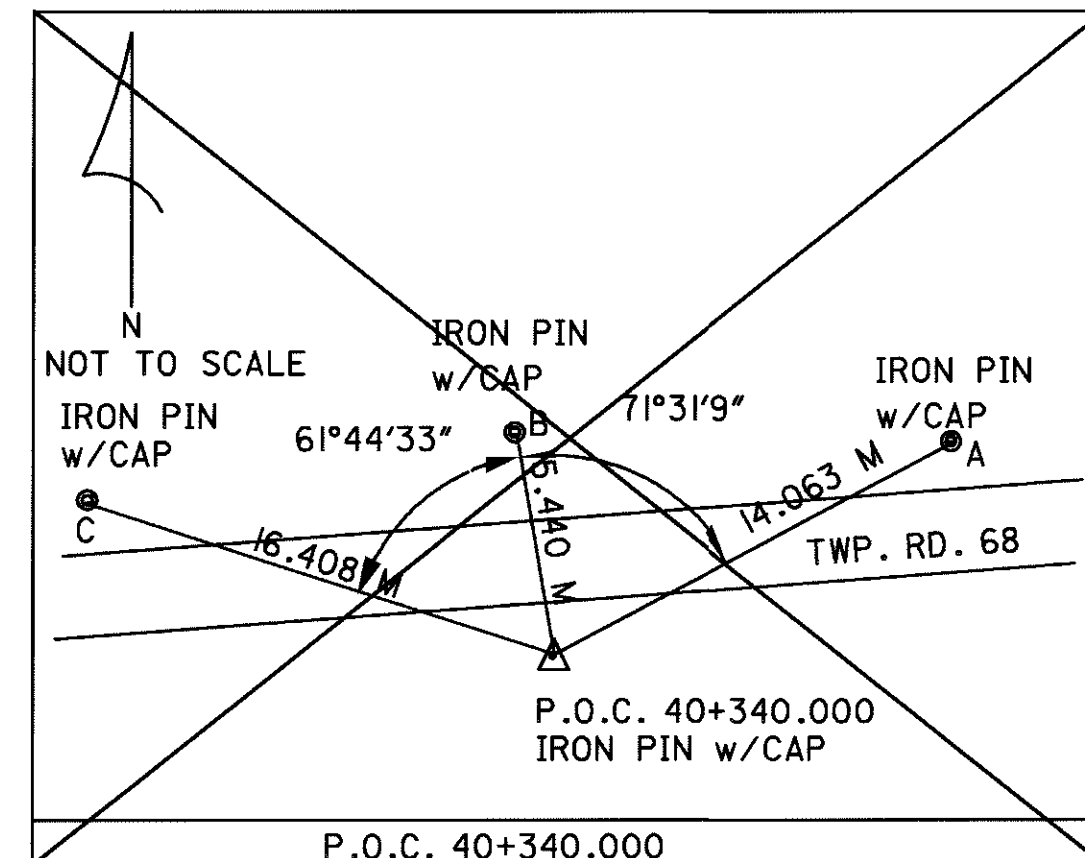 N
NOT TO SCALE
IRON PIN
w/CAP
C
61°44'33"
16.408 M
IRON PIN
w/CAP
B
71°31'9"
5.440 M
IRON PIN
w/CAP
A
14.063 M
TWP. RD. 68
P.O.C. 40+340.000
IRON PIN w/CAP
P.O.C. 40+340.000